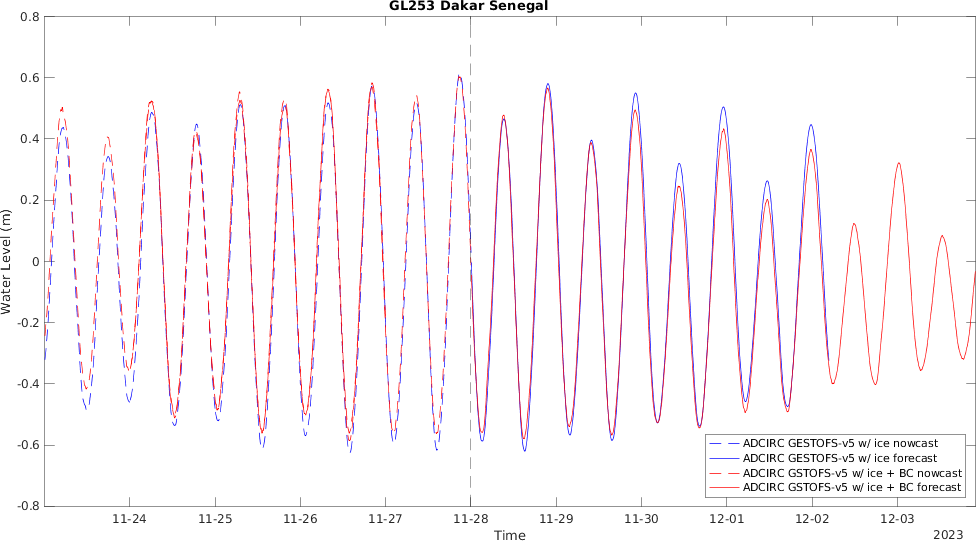 GL253 Dakar Senegal
0.8
0.6
0.4
0.2
0
-0.2
-0.4
-0.6
-0.8
Water Level (m)
11-24 11-25 11-26 11-27 11-28 11-29 11-30 12-01 12-02 12-03
Time
2023
ADCIRC GESTOFS-v5 w/ ice nowcast
ADCIRC GESTOFS-v5 w/ ice forecast
ADCIRC GSTOFS-v5 w/ ice + BC nowcast
ADCIRC GSTOFS-v5 w/ ice + BC forecast